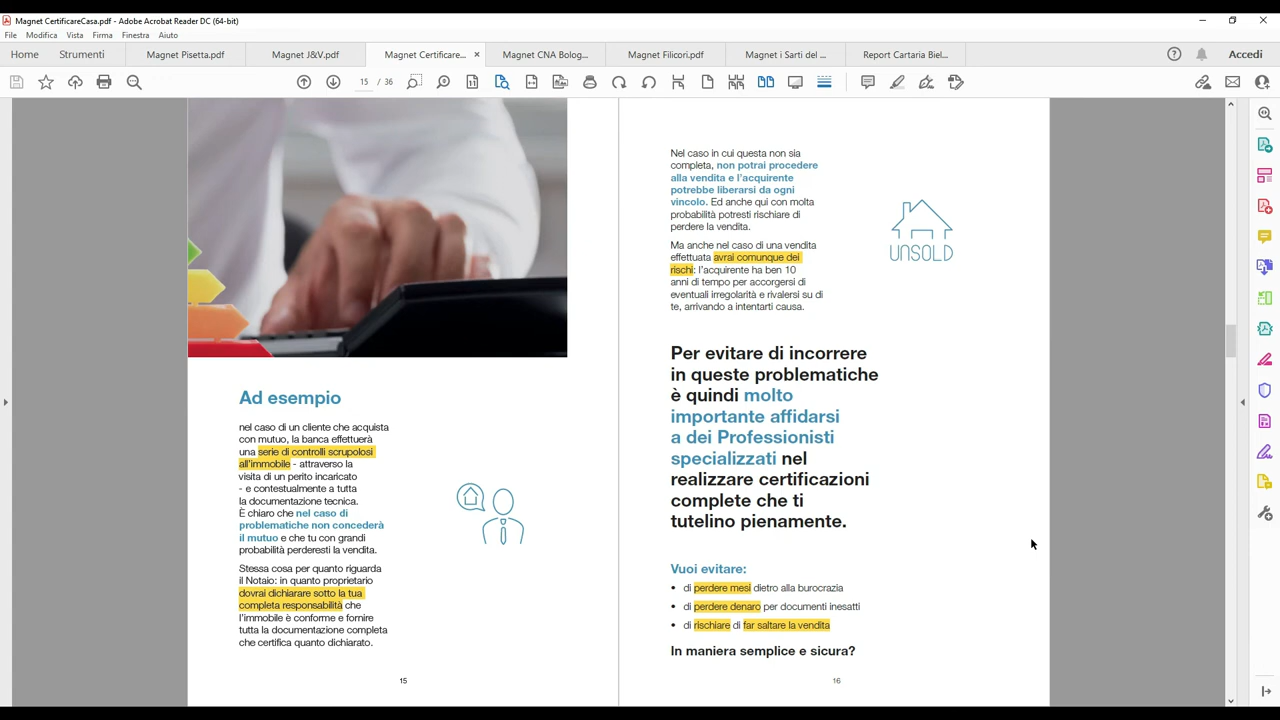 Magnet CertificareCasa.pdf - Adobe Acrobat Reader DC (64-bit)
File Modifica Vista Firma Finestra Aiuto
Home Strumenti Magnet Pisetta.pdf Magnet J&V.pdf Magnet Certificare... × Magnet CNA Bolog... Magnet Filicori.pdf Magnet i Sarti del ... Report Cartaria Biel... Accedi
15 / 36
Ad esempio
nel caso di un cliente che acquista
con mutuo, la banca effettuerà
una serie di controlli scrupolosi
all'immobile - attraverso la
visita di un perito incaricato
- e contestualmente a tutta
la documentazione tecnica.
È chiaro che nel caso di
problematiche non concederà
il mutuo e che tu con grandi
probabilità perderesti la vendita.
Stessa cosa per quanto riguarda
il Notaio: in quanto proprietario
dovrai dichiarare sotto la tua
completa responsabilità che
l'immobile è conforme e fornire
tutta la documentazione completa
che certifica quanto dichiarato.
15
Nel caso in cui questa non sia
completa, non potrai procedere
alla vendita e l'acquirente
potrebbe liberarsi da ogni
vincolo. Ed anche qui con molta
probabilità potresti rischiare di
perdere la vendita.
Ma anche nel caso di una vendita
effettuata avrai comunque dei
rischi: l'acquirente ha ben 10
anni di tempo per accorgersi di
eventuali irregolarità e rivalersi su di
te, arrivando a intentarti causa.
UNSOLD
Per evitare di incorrere
in queste problematiche
è quindi molto
importante affidarsi
a dei Professionisti
specializzati nel
realizzare certificazioni
complete che ti
tutelino pienamente.
Vuoi evitare:
• di perdere mesi dietro alla burocrazia
• di perdere denaro per documenti inesatti
• di rischiare di far saltare la vendita
In maniera semplice e sicura?
16